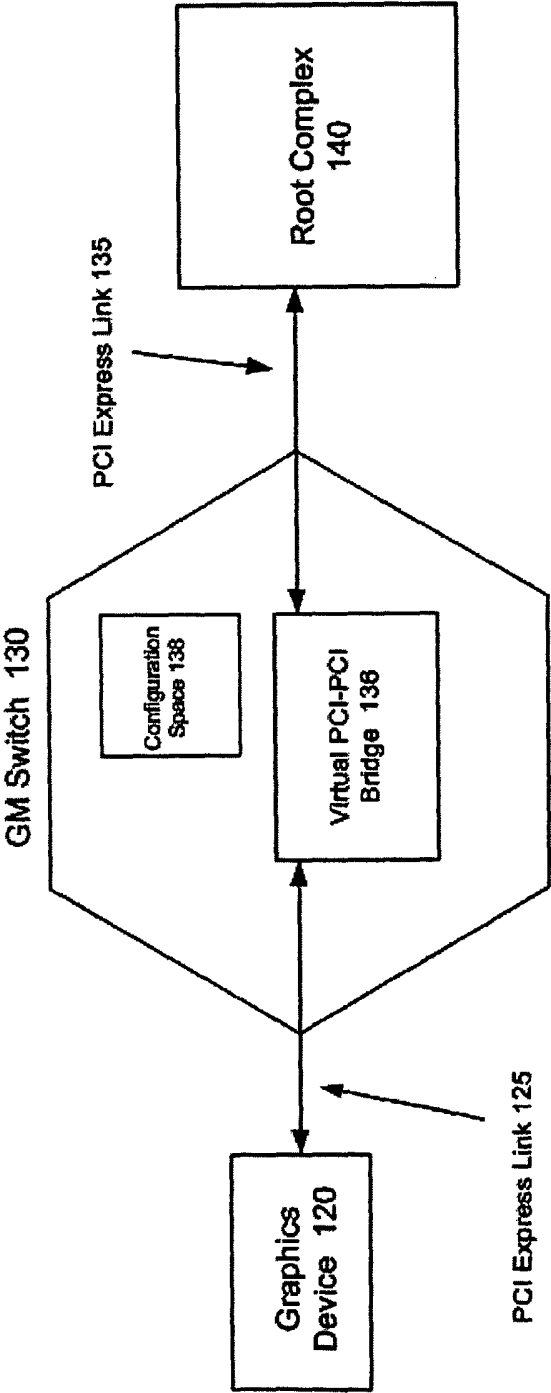 GM Switch 130
PCI Express Link 135
Configuration
Space 138
Graphics
Device 120
Virtual PCI-PCI
Bridge 136
Root Complex
140
PCI Express Link 125